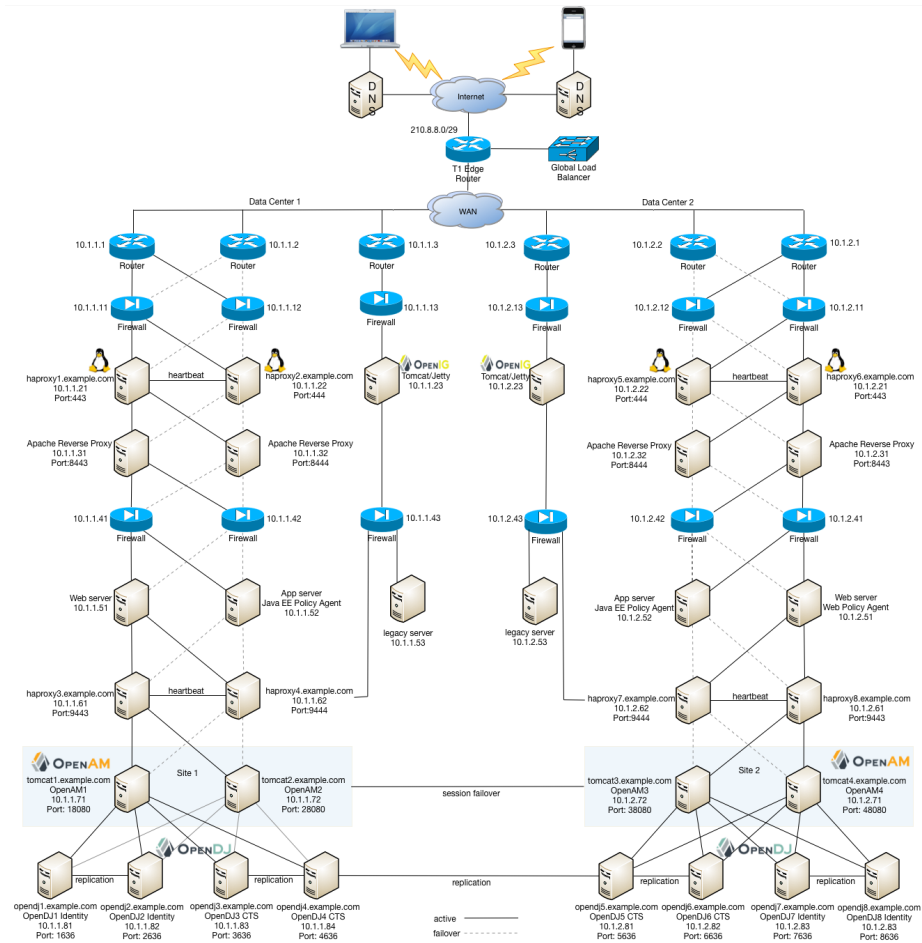 D
N
S
D
N
S
Internet
210.8.8.0/29
T1 Edge
Router
Global Load
Balancer
Data Center 1
WAN
Data Center 2
10.1.1.1
Router
10.1.1.2
Router
10.1.1.3
Router
10.1.2.3
Router
10.1.2.2
Router
10.1.2.1
Router
10.1.1.11
Firewall
10.1.1.12
Firewall
10.1.1.13
Firewall
10.1.2.13
Firewall
10.1.2.12
Firewall
10.1.2.11
Firewall
haproxy1.example.com
10.1.1.21
Port:443
heartbeat
haproxy2.example.com
10.1.1.22
Port:444
OPENIG
Tomcat/Jetty
10.1.1.23
OPENIG
Tomcat/Jetty
10.1.2.23
haproxy5.example.com
10.1.2.22
Port:444
heartbeat
haproxy6.example.com
10.1.2.21
Port:443
Apache Reverse Proxy
10.1.1.31
Port:8443
Apache Reverse Proxy
10.1.1.32
Port:8444
Apache Reverse Proxy
10.1.2.32
Port:8444
Apache Reverse Proxy
10.1.2.31
Port:8443
10.1.1.41
Firewall
10.1.1.42
Firewall
10.1.1.43
Firewall
10.1.2.43
Firewall
10.1.2.42
Firewall
10.1.2.41
Firewall
Web server
10.1.1.51
App server
Java EE Policy Agent
10.1.1.52
legacy server
10.1.1.53
legacy server
10.1.2.53
App server
Java EE Policy Agent
10.1.2.52
Web server
Web Policy Agent
10.1.2.51
haproxy3.example.com
10.1.1.61
Port:9443
heartbeat
haproxy4.example.com
10.1.1.62
Port:9444
haproxy7.example.com
10.1.2.62
Port:9444
heartbeat
haproxy8.example.com
10.1.2.61
Port:9443
OPENAM
tomcat1.example.com
OpenAM1
10.1.1.71
Port: 18080
Site 1
tomcat2.example.com
OpenAM2
10.1.1.72
Port: 28080
session failover
tomcat3.example.com
OpenAM3
10.1.2.72
Port: 38080
Site 2
OPENAM
tomcat4.example.com
OpenAM4
10.1.2.71
Port: 48080
OPENDJ
OPENDJ
replication
replication
replication
replication
replication
opendj1.example.com
OpenDJ1 Identity
10.1.1.81
Port: 1636
opendj2.example.com
OpenDJ2 Identity
10.1.1.82
Port: 2636
opendj3.example.com
OpenDJ3 CTS
10.1.1.83
Port: 3636
opendj4.example.com
OpenDJ4 CTS
10.1.1.84
Port: 4636
opendj5.example.com
OpenDJ5 CTS
10.1.2.81
Port: 5636
opendj6.example.com
OpenDJ6 CTS
10.1.2.82
Port: 6636
opendj7.example.com
OpenDJ7 Identity
10.1.2.83
Port: 7636
opendj8.example.com
OpenDJ8 Identity
10.1.2.83
Port: 8636
active
failover